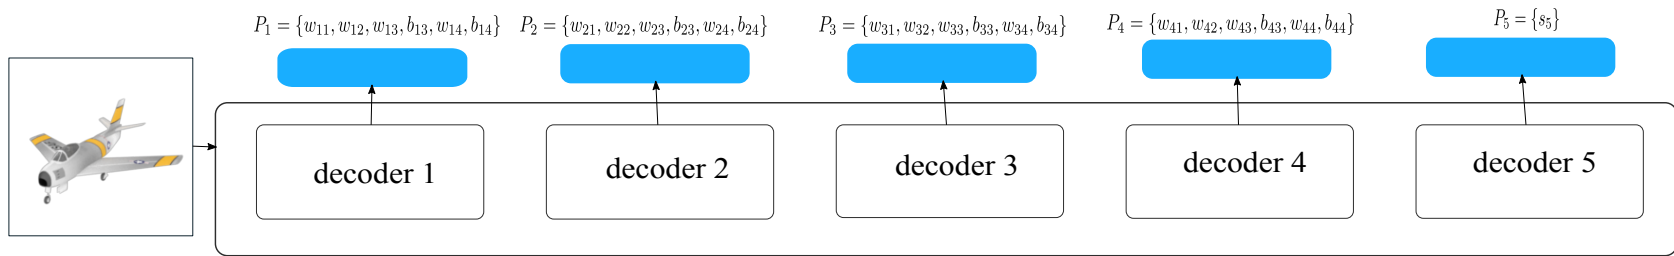 P₁ = {w₁₁, w₁₂, w₁₃, b₁₃, w₁₄, b₁₄}
P₂ = {w₂₁, w₂₂, w₂₃, b₂₃, w₂₄, b₂₄}
P₃ = {w₃₁, w₃₂, w₃₃, b₃₃, w₃₄, b₃₄}
P₄ = {w₄₁, w₄₂, w₄₃, b₄₃, w₄₄, b₄₄}
P₅ = {s₅}
decoder 1
decoder 2
decoder 3
decoder 4
decoder 5